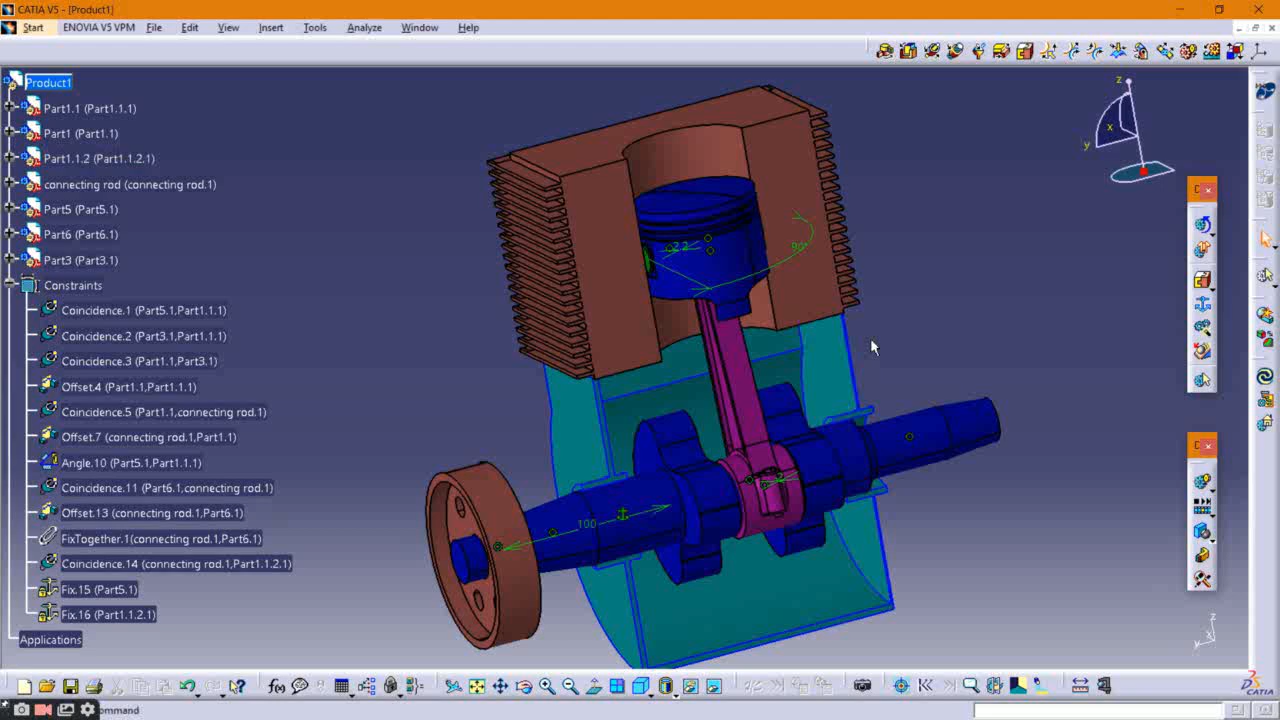 CATIA V5 - [Product1]
Start ENOVIA V5 VPM File Edit View Insert Tools Analyze Window Help
Product1
Part1.1 (Part1.1.1)
Part1 (Part1.1)
Part1.1.2 (Part1.1.2.1)
connecting rod (connecting rod.1)
Part5 (Part5.1)
Part6 (Part6.1)
Part3 (Part3.1)
Constraints
Coincidence.1 (Part5.1,Part1.1.1)
Coincidence.2 (Part3.1,Part1.1.1)
Coincidence.3 (Part1.1,Part3.1)
Offset.4 (Part1.1,Part1.1.1)
Coincidence.5 (Part1.1,connecting rod.1)
Offset.7 (connecting rod.1,Part1.1)
Angle.10 (Part5.1,Part1.1.1)
Coincidence.11 (Part6.1,connecting rod.1)
Offset.13 (connecting rod.1,Part6.1)
FixTogether.1(connecting rod.1,Part6.1)
Coincidence.14 (connecting rod.1,Part1.1.2.1)
Fix.15 (Part5.1)
Fix.16 (Part1.1.2.1)
Applications
z
x
y
90°
100
D...
D...
z
x
y
f(x)
CATIA
ommand